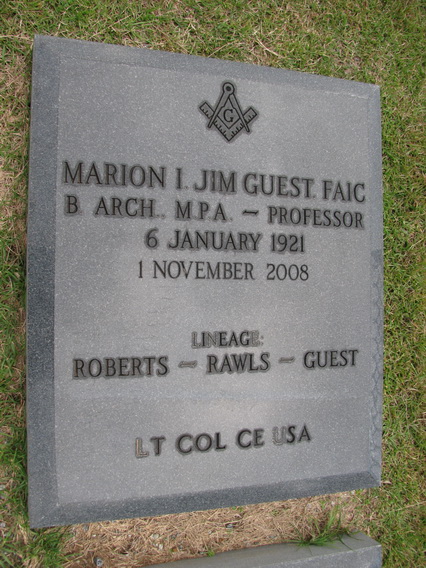 G
MARION I. JIM GUEST, FAIC
B ARCH., M.P.A. – PROFESSOR
6 JANUARY 1921
1 NOVEMBER 2008
LINEAGE:
ROBERTS – RAWLS – GUEST
LT COL CE USA